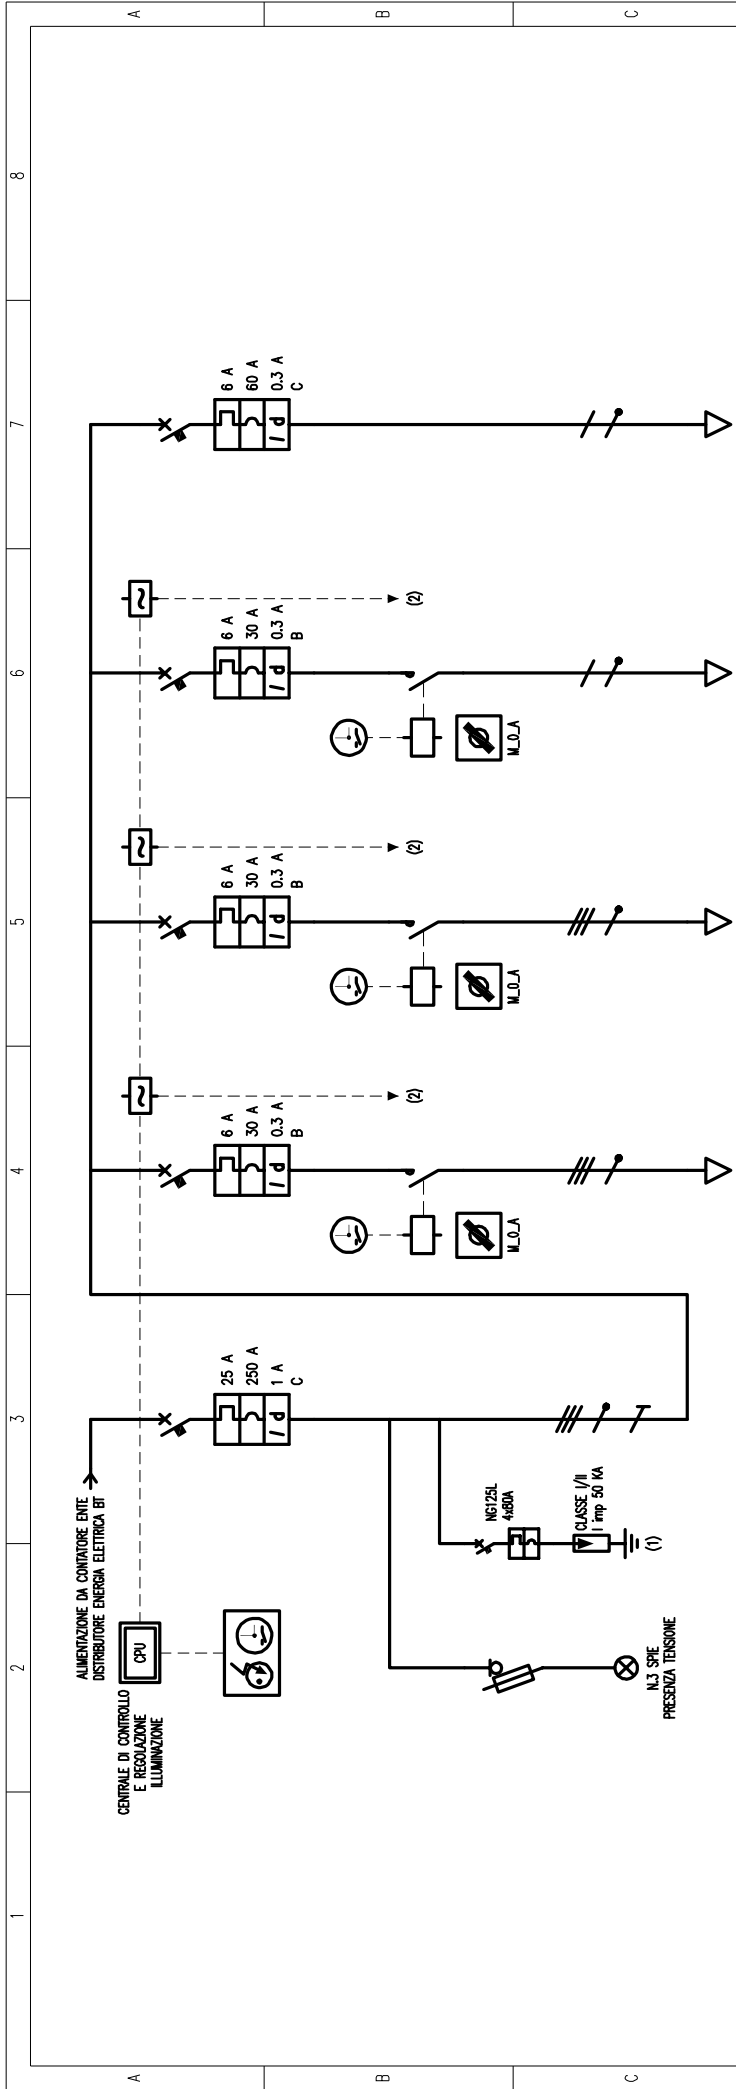 1
2
3
4
5
6
7
8
A
B
C
A
B
C
CENTRALE DI CONTROLLO
E REGOLAZIONE
ILLUMINAZIONE
CPU
ALIMENTAZIONE DA CONTATORE ENTE
DISTRIBUTORE ENERGIA ELETTRICA BT
N.3 SPIE
PRESENZA TENSIONE
NG125L
4x80A
CLASSE I/II
I imp 50 KA
(1)
25 A
250 A
1 A
C
I d
6 A
30 A
0.3 A
B
I d
(2)
M_0_A
6 A
30 A
0.3 A
B
I d
(2)
M_0_A
6 A
30 A
0.3 A
B
I d
(2)
M_0_A
6 A
60 A
0.3 A
C
I d